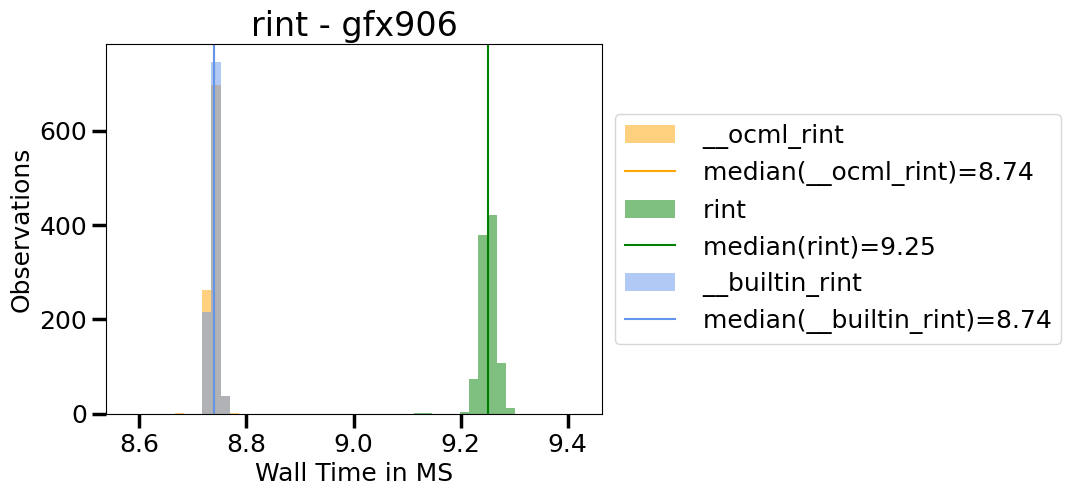 rint - gfx906
Observations
600
400
200
0
8.6 8.8 9.0 9.2 9.4
Wall Time in MS
__ocml_rint
median(__ocml_rint)=8.74
rint
median(rint)=9.25
__builtin_rint
median(__builtin_rint)=8.74